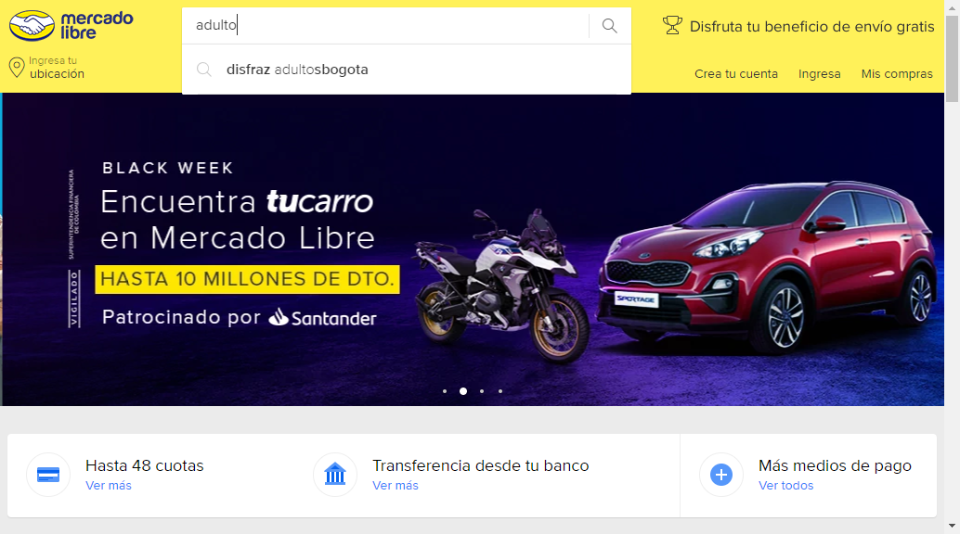 mercado
libre
adulto
Disfruta tu beneficio de envío gratis
Ingresa tu
ubicación
disfraz adultosbogota
Crea tu cuenta
Ingresa
Mis compras
BLACK WEEK
Encuentra tucarro
en Mercado Libre
HASTA 10 MILLONES DE DTO.
Patrocinado por Santander
VIGILADO
SUPERINTENDENCIA FINANCIERA
DE COLOMBIA
SPORTAGE
Hasta 48 cuotas
Ver más
Transferencia desde tu banco
Ver más
Más medios de pago
Ver todos